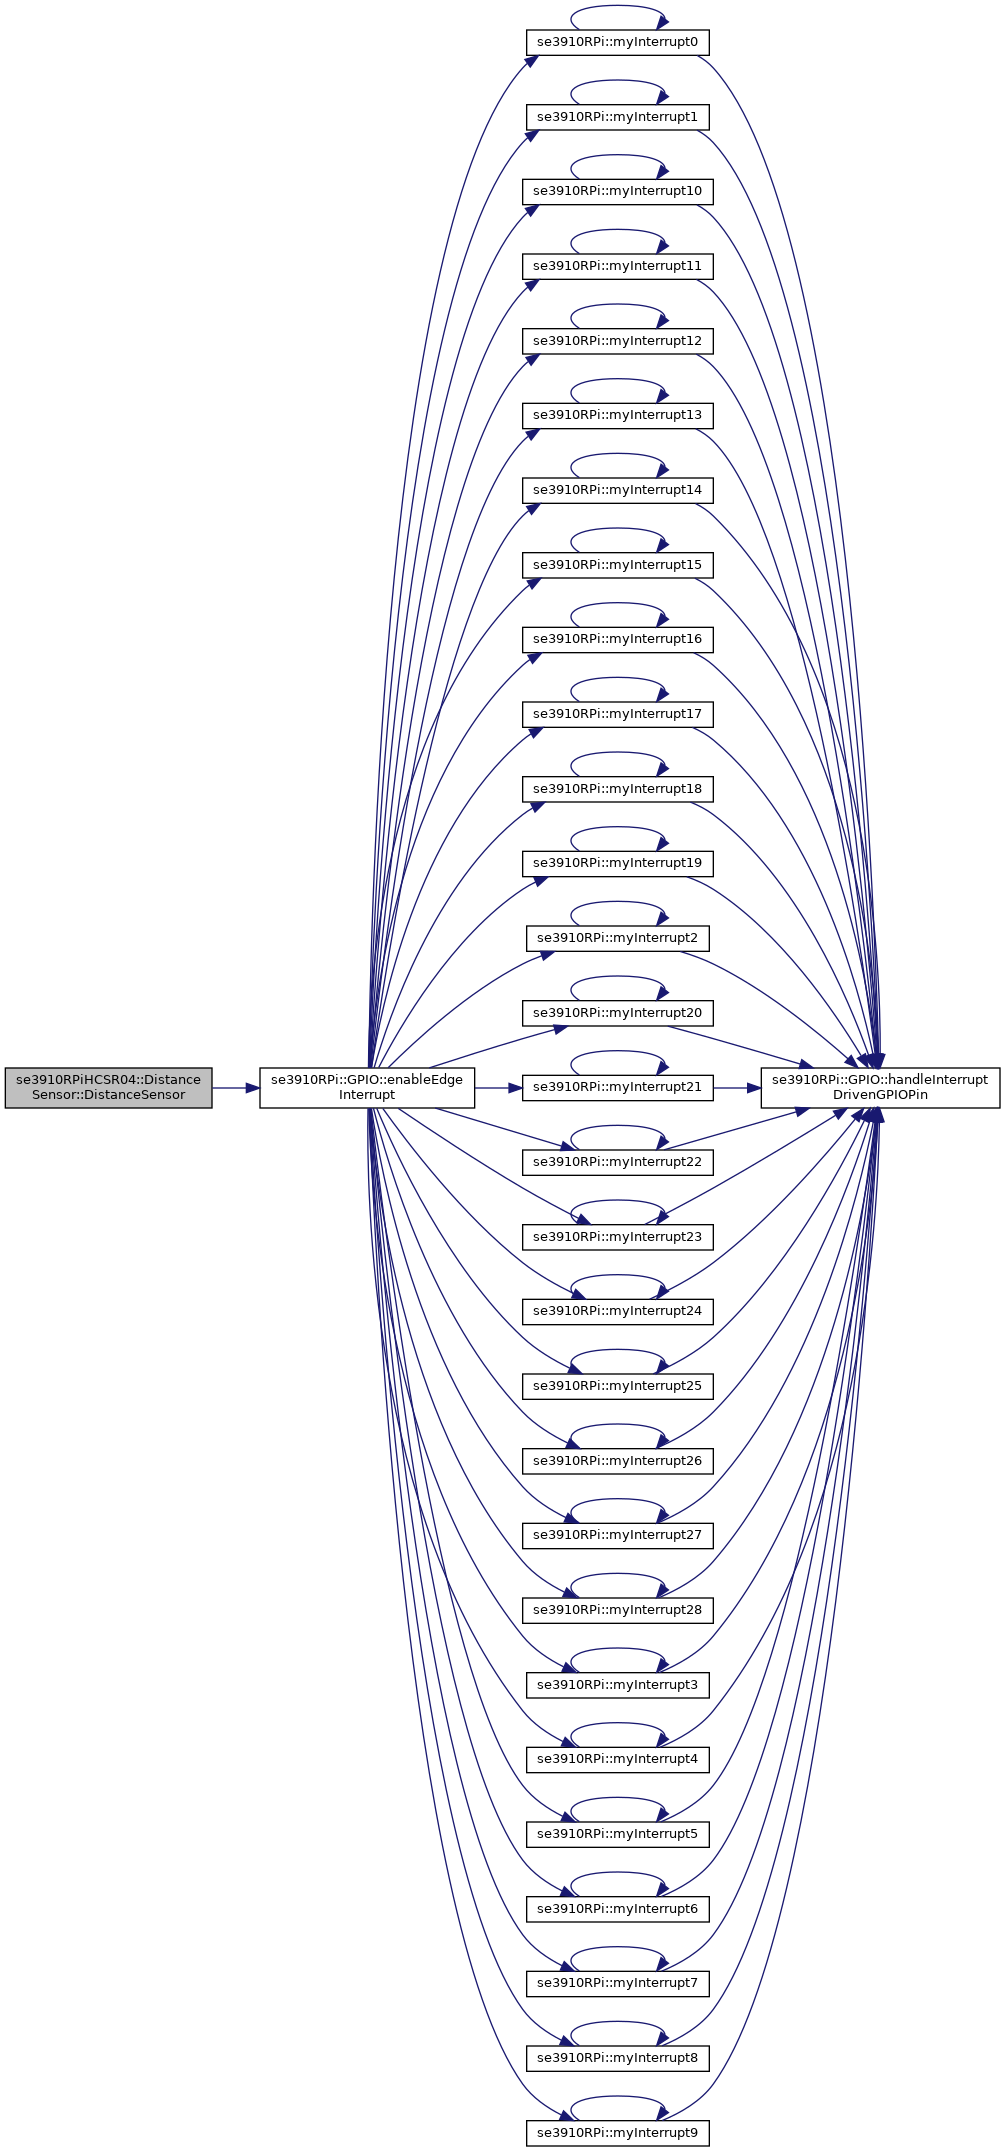 se3910RPi::myInterrupt0
se3910RPi::myInterrupt1
se3910RPi::myInterrupt10
se3910RPi::myInterrupt11
se3910RPi::myInterrupt12
se3910RPi::myInterrupt13
se3910RPi::myInterrupt14
se3910RPi::myInterrupt15
se3910RPi::myInterrupt16
se3910RPi::myInterrupt17
se3910RPi::myInterrupt18
se3910RPi::myInterrupt19
se3910RPi::myInterrupt2
se3910RPi::myInterrupt20
se3910RPiHCSR04::Distance
Sensor::DistanceSensor
se3910RPi::GPIO::enableEdge
Interrupt
se3910RPi::myInterrupt21
se3910RPi::GPIO::handleInterrupt
DrivenGPIOPin
se3910RPi::myInterrupt22
se3910RPi::myInterrupt23
se3910RPi::myInterrupt24
se3910RPi::myInterrupt25
se3910RPi::myInterrupt26
se3910RPi::myInterrupt27
se3910RPi::myInterrupt28
se3910RPi::myInterrupt3
se3910RPi::myInterrupt4
se3910RPi::myInterrupt5
se3910RPi::myInterrupt6
se3910RPi::myInterrupt7
se3910RPi::myInterrupt8
se3910RPi::myInterrupt9